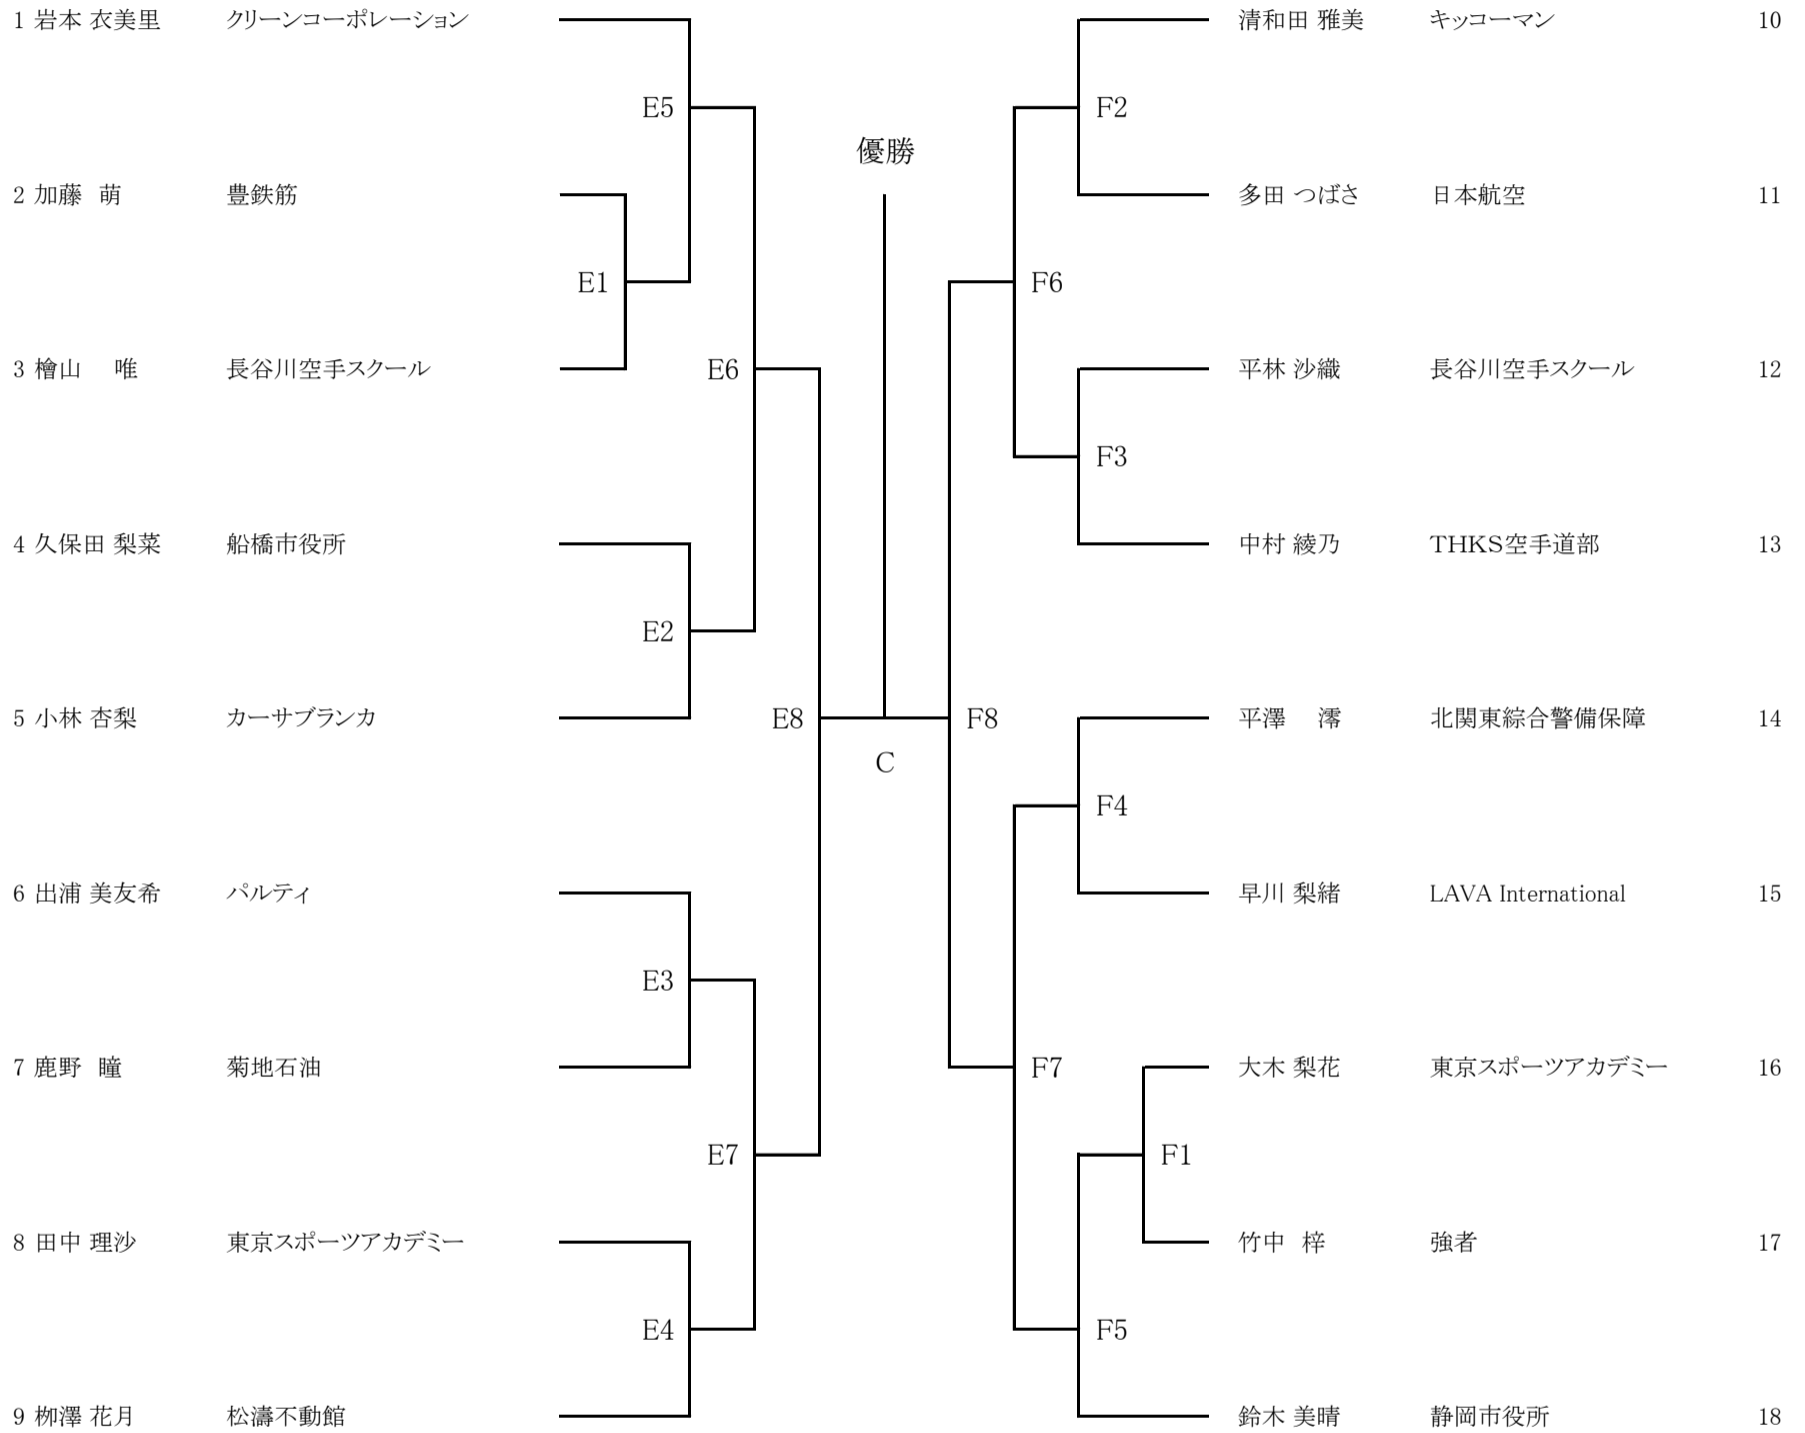 1 岩本 衣美里 クリーンコーポレーション
清和田 雅美 キッコーマン 10
E5
F2
優勝
2 加藤 萌 豊鉄筋
多田 つばさ 日本航空 11
E1
F6
3 檜山 唯 長谷川空手スクール
E6
平林 沙織 長谷川空手スクール 12
F3
4 久保田 梨菜 船橋市役所
中村 綾乃 THKS空手道部 13
E2
5 小林 杏梨 カーサブランカ
E8
F8
平澤 澪 北関東綜合警備保障 14
C
F4
6 出浦 美友希 パルティ
早川 梨緒 LAVA International 15
E3
7 鹿野 瞳 菊地石油
F7
大木 梨花 東京スポーツアカデミー 16
E7
F1
8 田中 理沙 東京スポーツアカデミー
竹中 梓 強者 17
E4
F5
9 栁澤 花月 松濤不動館
鈴木 美晴 静岡市役所 18